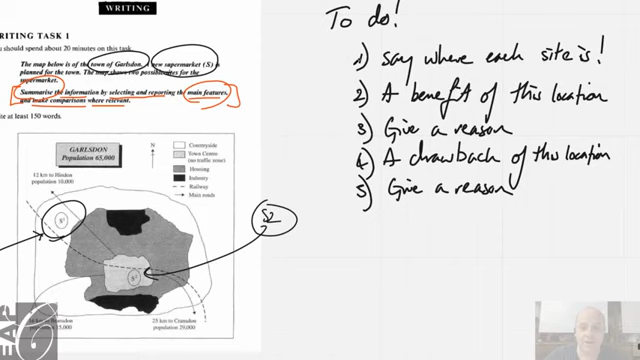 WRITING
WRITING TASK 1
You should spend about 20 minutes on this task.
The map below is of the town of Garlsdon. A new supermarket (S) is
planned for the town. The map shows two possible sites for the
supermarket.
Summarise the information by selecting and reporting the main features,
and make comparisons where relevant.
at least 150 words.
GARLSDON
Population 65,000
N
Countryside
Town Centre
(no traffic zone)
Housing
Industry
Railway
Main roads
12 km to Hindon
population 10,000
S1
S2
S2
population 15,000
25 km to Cransdon
population 29,000
To do!
1) say where each site is!
2) A benefit of this location
3) Give a reason
4) A drawback of this location
5) Give a reason
EAP